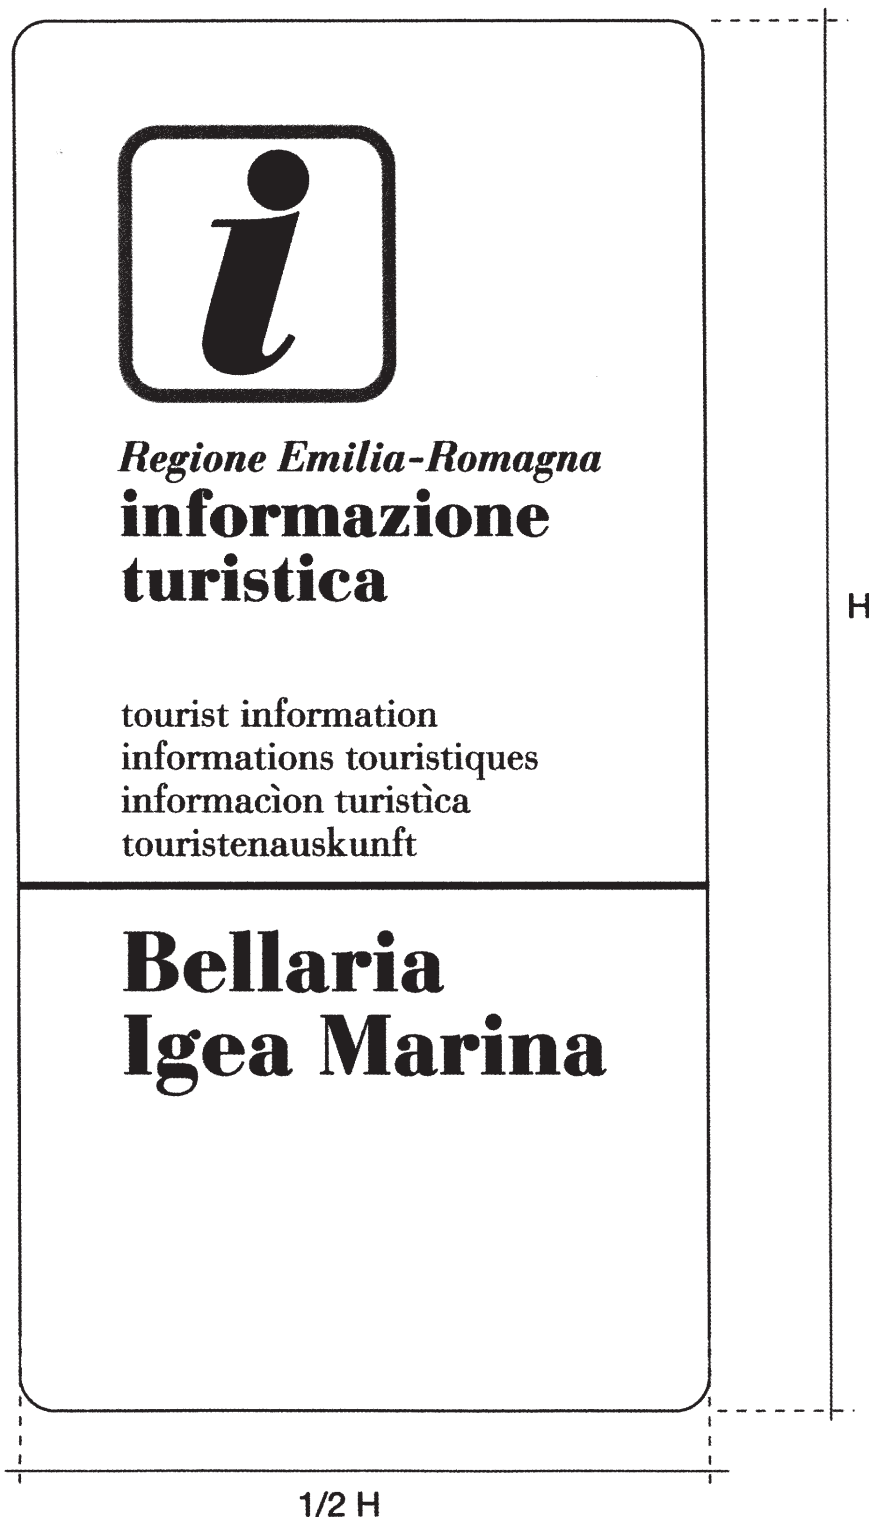 i
Regione Emilia-Romagna
informazione
turistica
tourist information
informations touristiques
informacìon turistìca
touristenauskunft
Bellaria
Igea Marina
H
1/2 H